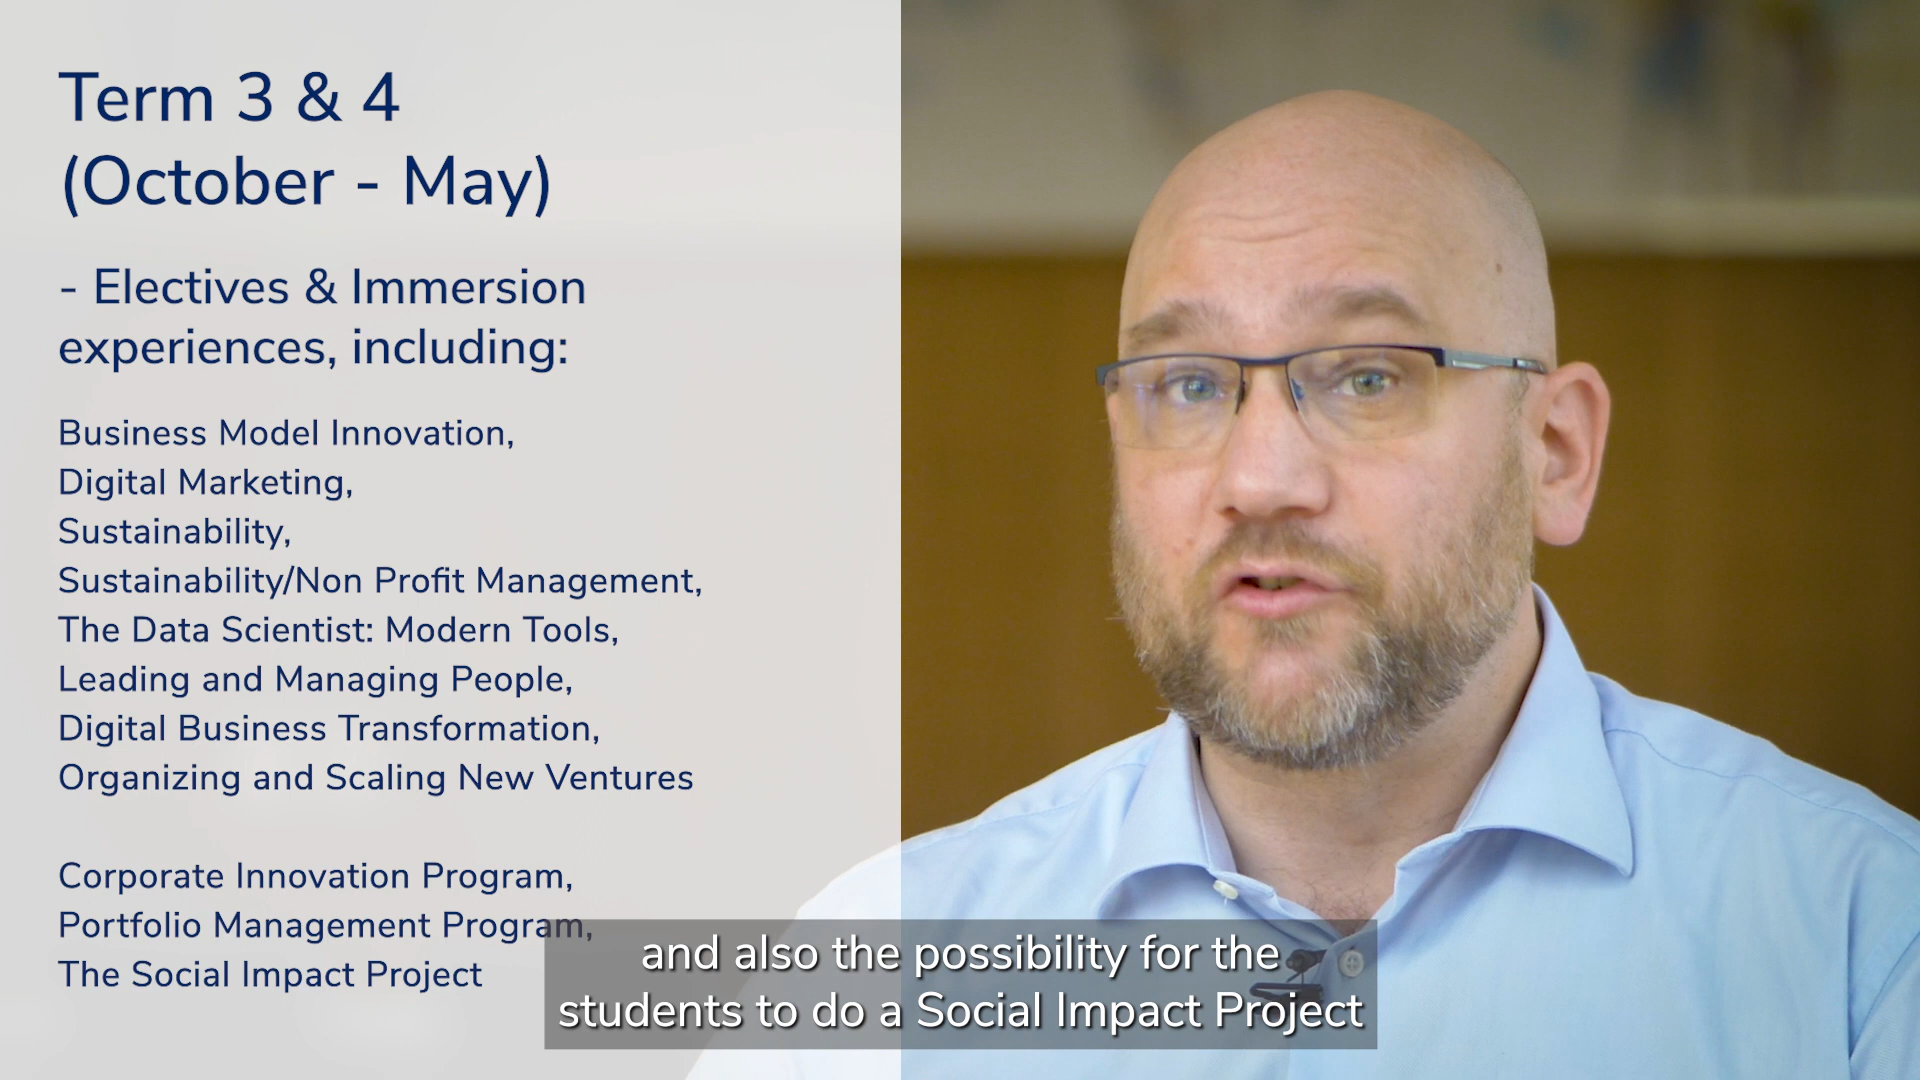 Term 3 & 4
(October - May)
- Electives & Immersion
experiences, including:
Business Model Innovation,
Digital Marketing,
Sustainability,
Sustainability/Non Profit Management,
The Data Scientist: Modern Tools,
Leading and Managing People,
Digital Business Transformation,
Organizing and Scaling New Ventures
Corporate Innovation Program,
Portfolio Management Program,
The Social Impact Project
and also the possibility for the
students to do a Social Impact Project